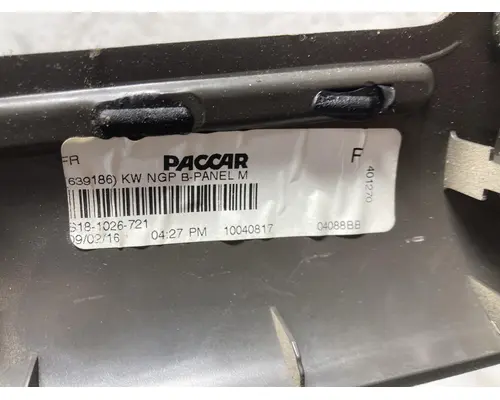 FR PACCAR F
(639186) KW NGP B-PANEL M
S18-1026-721
09/02/16 04:27 PM 10040817 04088BB
401270